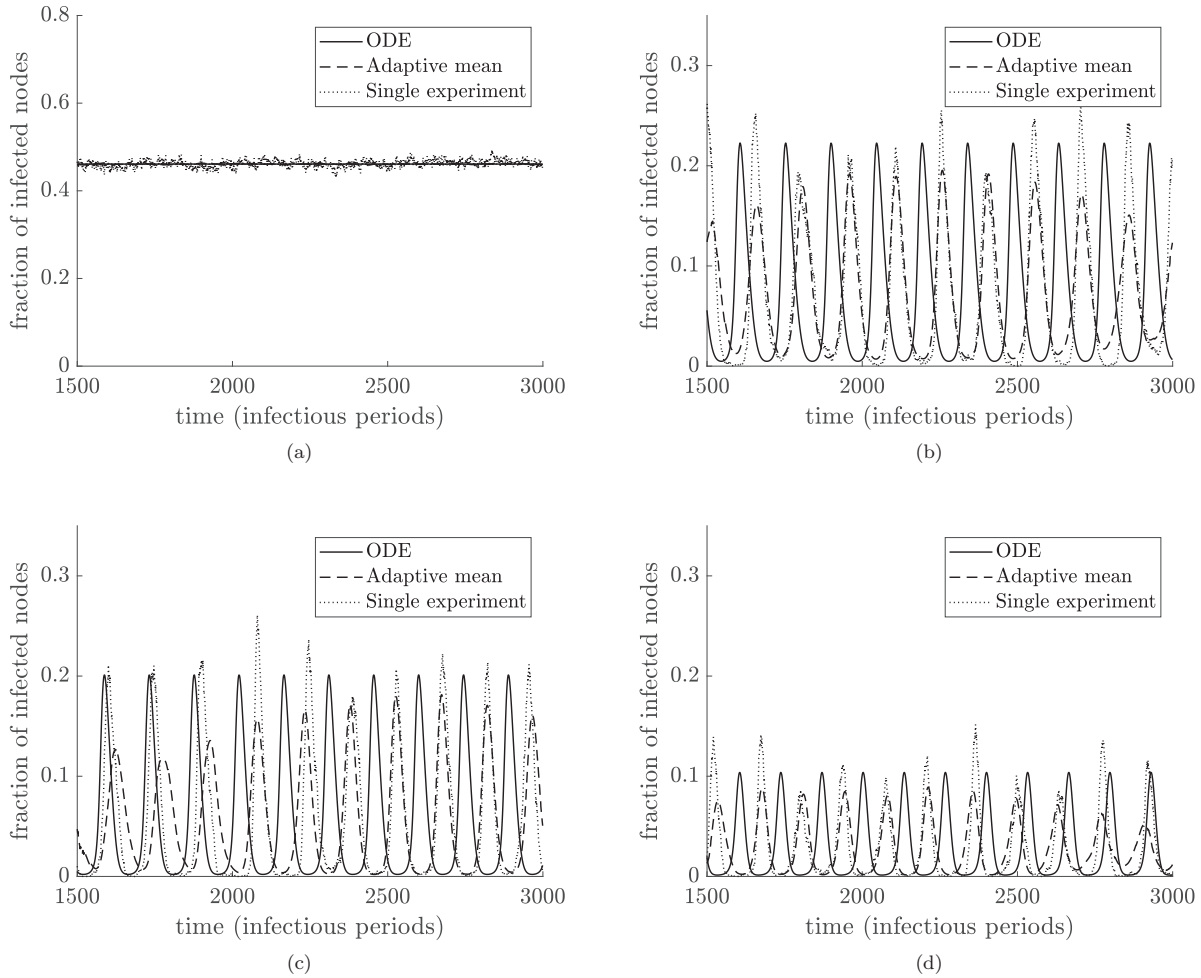 0.8
0.6
0.4
0.2
0
fraction of infected nodes
ODE
Adaptive mean
Single experiment
1500 2000 2500 3000
time (infectious periods)
(a)
0.3
0.2
0.1
0
fraction of infected nodes
ODE
Adaptive mean
Single experiment
1500 2000 2500 3000
time (infectious periods)
(b)
0.3
0.2
0.1
0
fraction of infected nodes
ODE
Adaptive mean
Single experiment
1500 2000 2500 3000
time (infectious periods)
(c)
0.3
0.2
0.1
0
fraction of infected nodes
ODE
Adaptive mean
Single experiment
1500 2000 2500 3000
time (infectious periods)
(d)